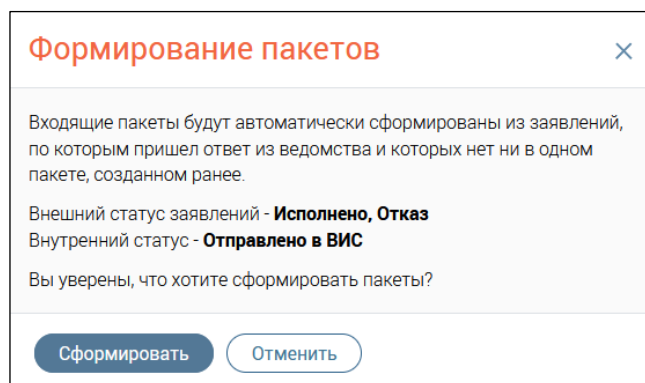 Формирование пакетов
Входящие пакеты будут автоматически сформированы из заявлений,
по которым пришел ответ из ведомства и которых нет ни в одном
пакете, созданном ранее.
Внешний статус заявлений - Исполнено, Отказ
Внутренний статус - Отправлено в ВИС
Вы уверены, что хотите сформировать пакеты?
Сформировать
Отменить